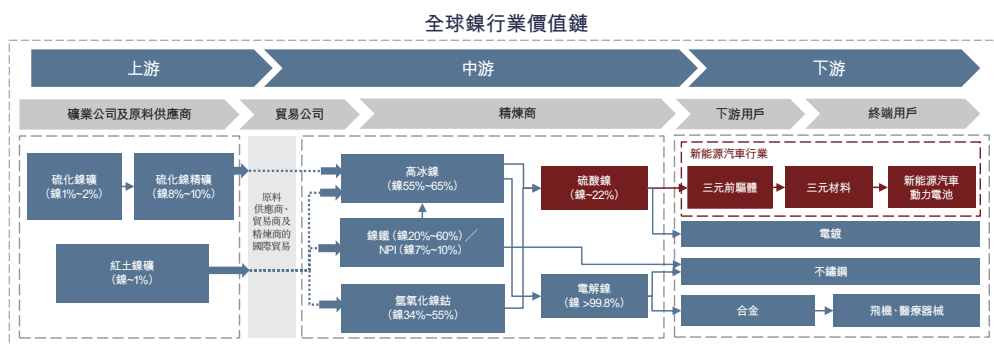 全球鎳行業價值鏈
上游
中游
下游
礦業公司及原料供應商
貿易公司
精煉商
下游用戶
終端用戶
硫化鎳礦
(鎳1%~2%)
硫化鎳精礦
(鎳8%~10%)
紅土鎳礦
(鎳~1%)
原料
供應商、
貿易商及
精煉商的
國際貿易
高冰鎳
(鎳55%~65%)
鎳鐵(鎳20%~60%)／
NPI(鎳7%~10%)
氫氧化鎳鈷
(鎳34%~55%)
硫酸鎳
(鎳~22%)
電解鎳
(鎳 >99.8%)
新能源汽車行業
三元前驅體
三元材料
新能源汽車
動力電池
電鍍
不鏽鋼
合金
飛機、醫療器械